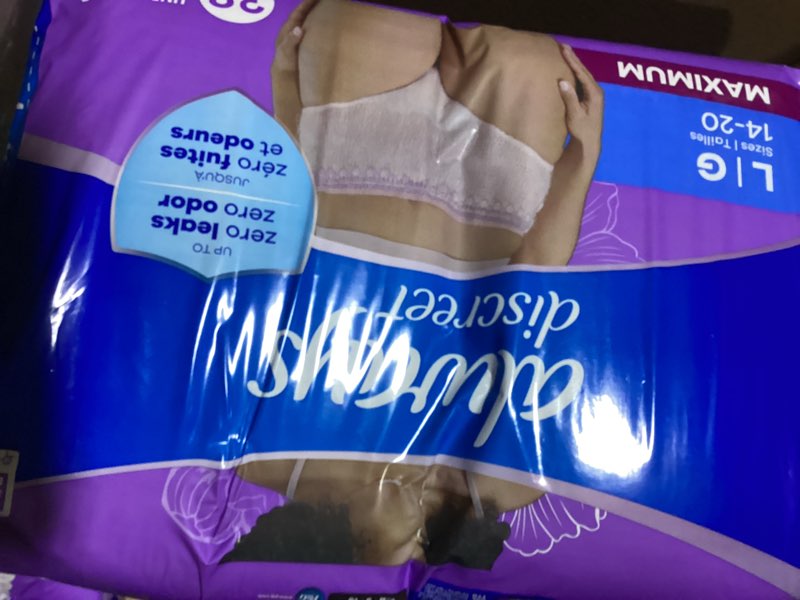 always
discreet
UP TO
zero leaks
zero odor
JUSQU'À
zéro fuites
et odeurs
L | G
Sizes | Tailles
14-20
MAXIMUM